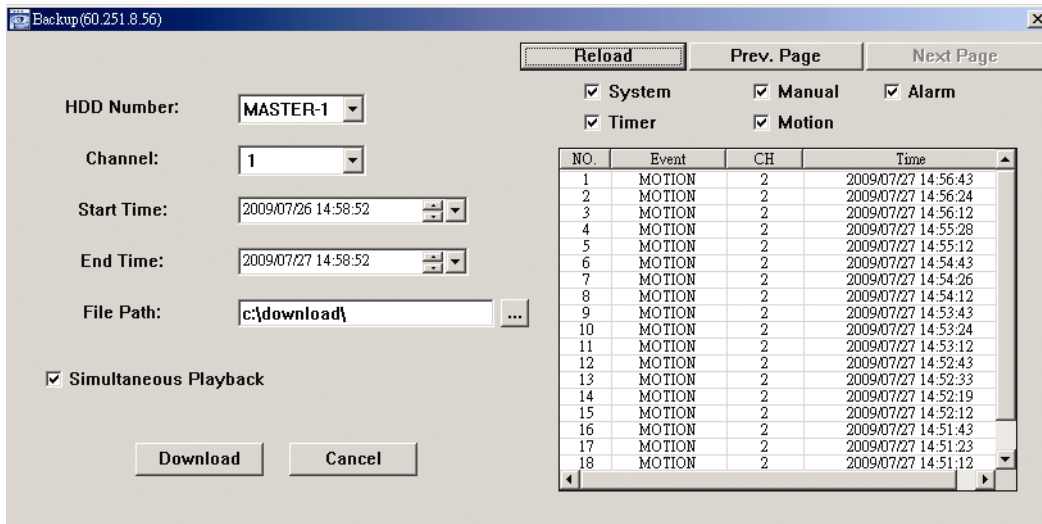 Backup(60.251.8.56)
Reload Prev. Page Next Page
System Manual Alarm
Timer Motion
HDD Number: MASTER-1
Channel: 1
Start Time: 2009/07/26 14:58:52
End Time: 2009/07/27 14:58:52
File Path: c:\download\ ...
Simultaneous Playback
Download Cancel
NO. Event CH Time
1 MOTION 2 2009/07/27 14:56:43
2 MOTION 2 2009/07/27 14:56:24
3 MOTION 2 2009/07/27 14:56:12
4 MOTION 2 2009/07/27 14:55:28
5 MOTION 2 2009/07/27 14:55:12
6 MOTION 2 2009/07/27 14:54:43
7 MOTION 2 2009/07/27 14:54:26
8 MOTION 2 2009/07/27 14:54:12
9 MOTION 2 2009/07/27 14:53:43
10 MOTION 2 2009/07/27 14:53:24
11 MOTION 2 2009/07/27 14:53:12
12 MOTION 2 2009/07/27 14:52:43
13 MOTION 2 2009/07/27 14:52:33
14 MOTION 2 2009/07/27 14:52:19
15 MOTION 2 2009/07/27 14:52:12
16 MOTION 2 2009/07/27 14:51:43
17 MOTION 2 2009/07/27 14:51:23
18 MOTION 2 2009/07/27 14:51:12